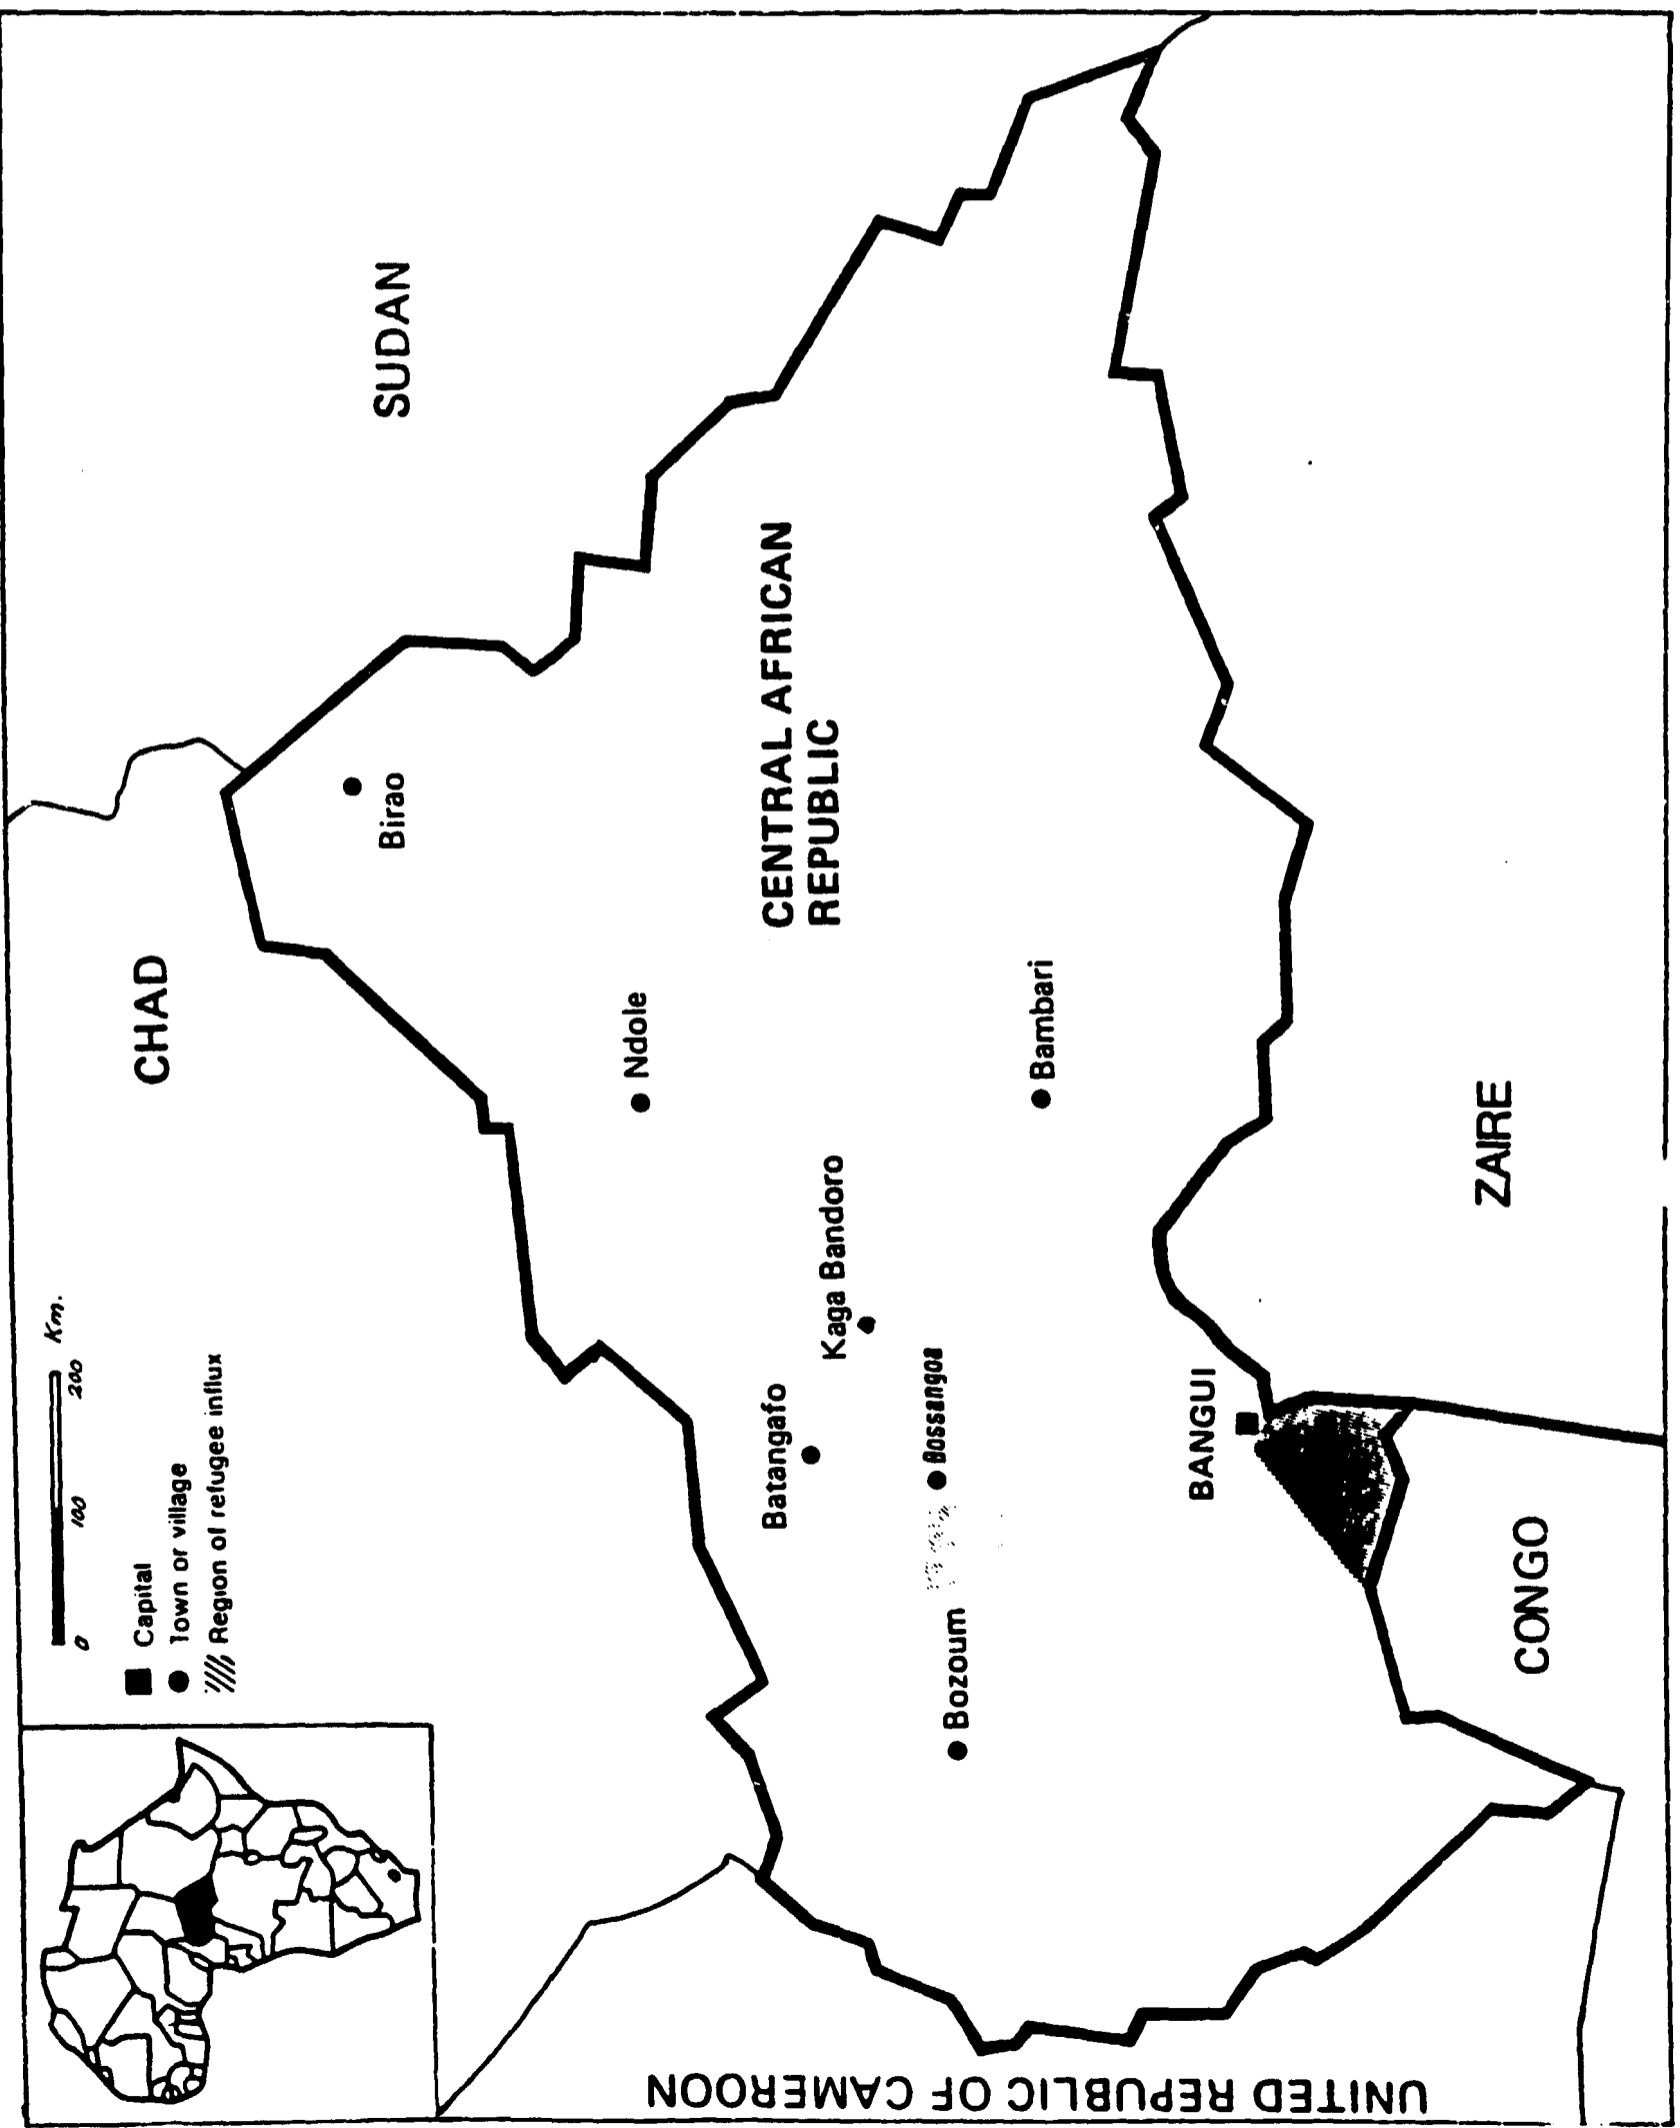 0 100 200 Km.
Capital
Town or village
Region of refugee influx
CHAD
SUDAN
Birao
Ndole
CENTRAL AFRICAN
REPUBLIC
Batangafo
Kaga Bandoro
Bossangoa
Bozoum
Bambari
BANGUI
CONGO
ZAIRE
UNITED REPUBLIC OF CAMEROON